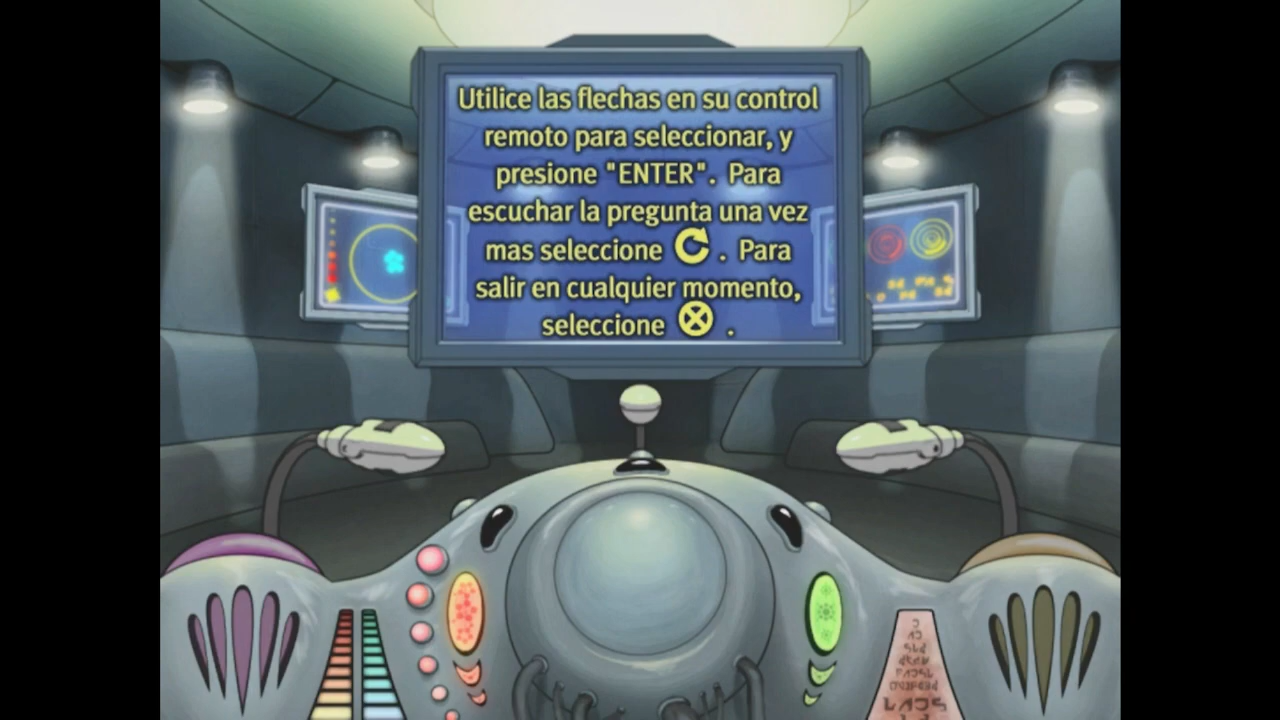 Utilice las flechas en su control
remoto para seleccionar, y
presione "ENTER". Para
escuchar la pregunta una vez
mas seleccione . Para
salir en cualquier momento,
seleccione .